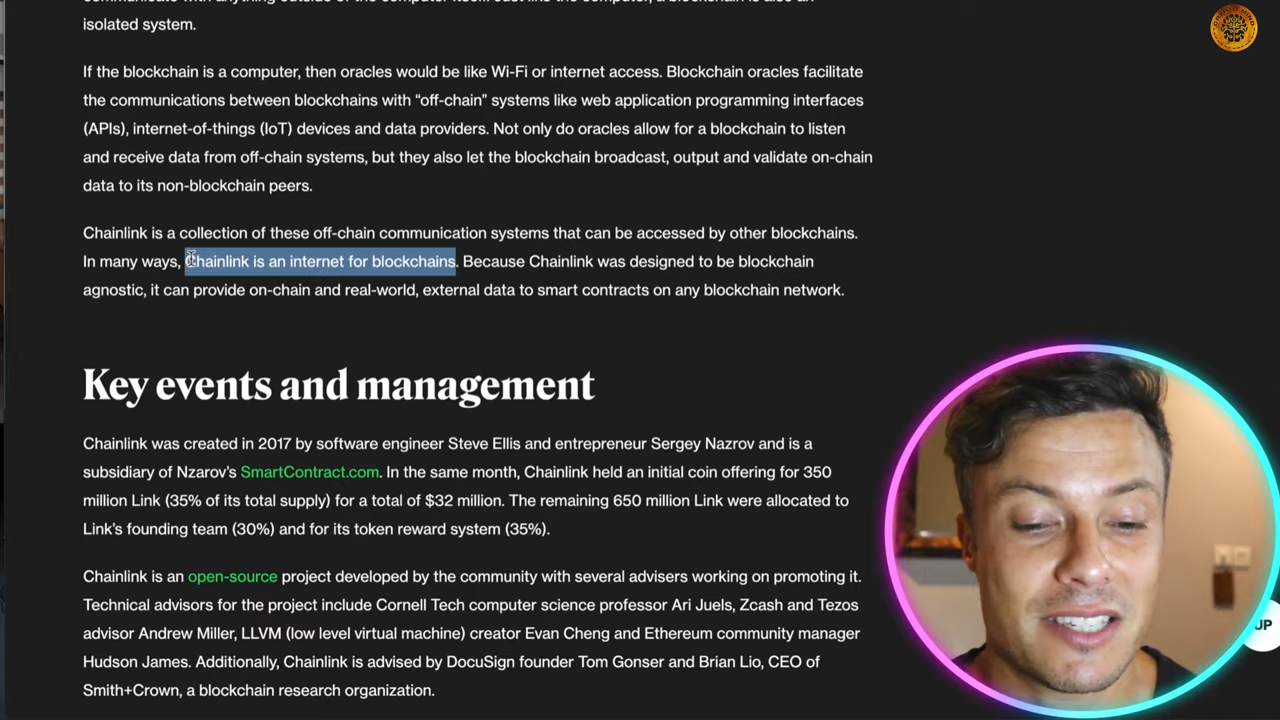 communicate with anything outside of the computer itself. Just like the computer, a blockchain is also an
isolated system.
If the blockchain is a computer, then oracles would be like Wi-Fi or internet access. Blockchain oracles facilitate
the communications between blockchains with “off-chain” systems like web application programming interfaces
(APIs), internet-of-things (IoT) devices and data providers. Not only do oracles allow for a blockchain to listen
and receive data from off-chain systems, but they also let the blockchain broadcast, output and validate on-chain
data to its non-blockchain peers.
Chainlink is a collection of these off-chain communication systems that can be accessed by other blockchains.
In many ways, Chainlink is an internet for blockchains. Because Chainlink was designed to be blockchain
agnostic, it can provide on-chain and real-world, external data to smart contracts on any blockchain network.
Key events and management
Chainlink was created in 2017 by software engineer Steve Ellis and entrepreneur Sergey Nazrov and is a
subsidiary of Nzarov’s SmartContract.com. In the same month, Chainlink held an initial coin offering for 350
million Link (35% of its total supply) for a total of $32 million. The remaining 650 million Link were allocated to
Link’s founding team (30%) and for its token reward system (35%).
Chainlink is an open-source project developed by the community with several advisers working on promoting it.
Technical advisors for the project include Cornell Tech computer science professor Ari Juels, Zcash and Tezos
advisor Andrew Miller, LLVM (low level virtual machine) creator Evan Cheng and Ethereum community manager
Hudson James. Additionally, Chainlink is advised by DocuSign founder Tom Gonser and Brian Lio, CEO of
Smith+Crown, a blockchain research organization.
UP